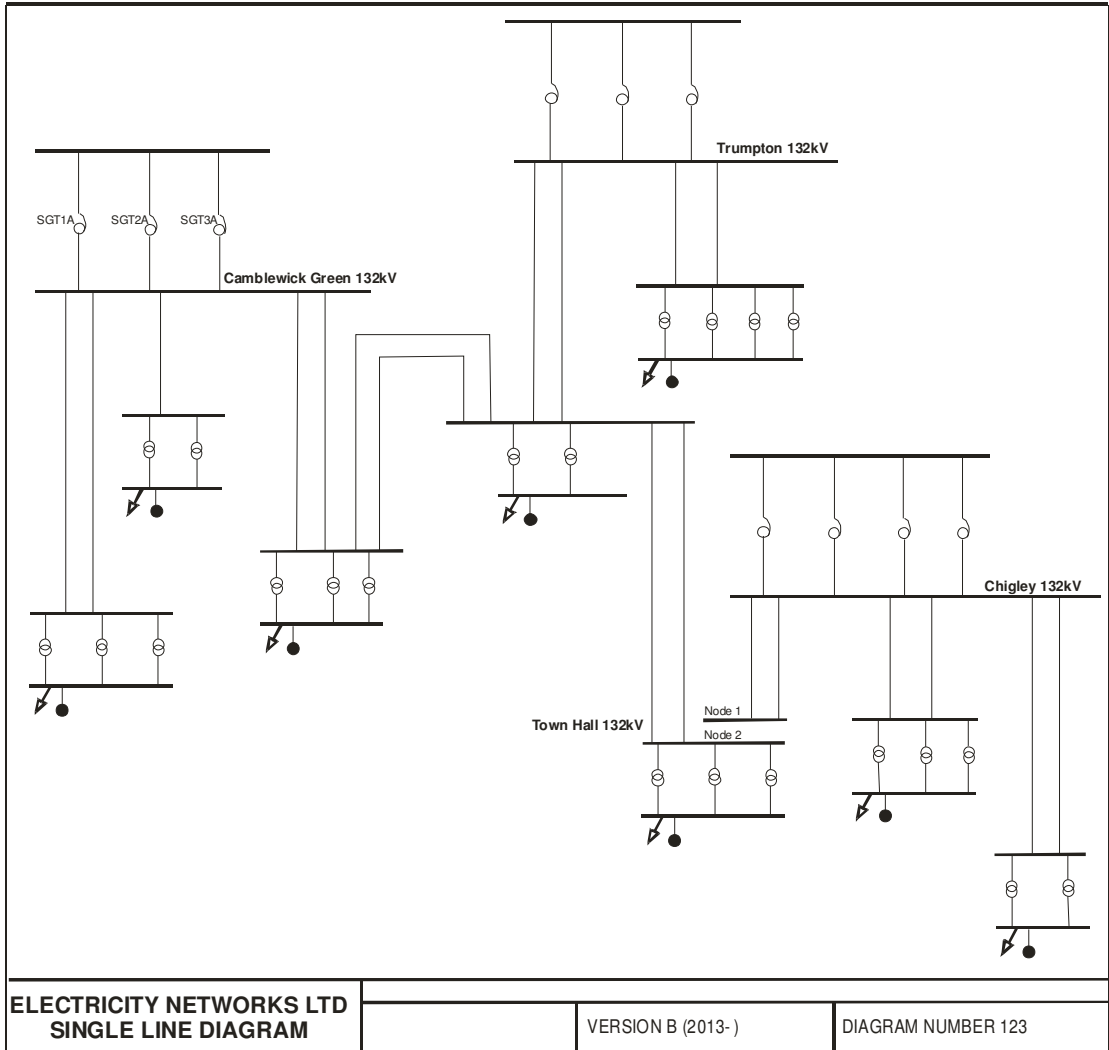 Trumpton 132kV
SGT1A
SGT2A
SGT3A
Camblewick Green 132kV
Chigley 132kV
Node 1
Town Hall 132kV
Node 2
ELECTRICITY NETWORKS LTD
SINGLE LINE DIAGRAM
VERSION B (2013- )
DIAGRAM NUMBER 123